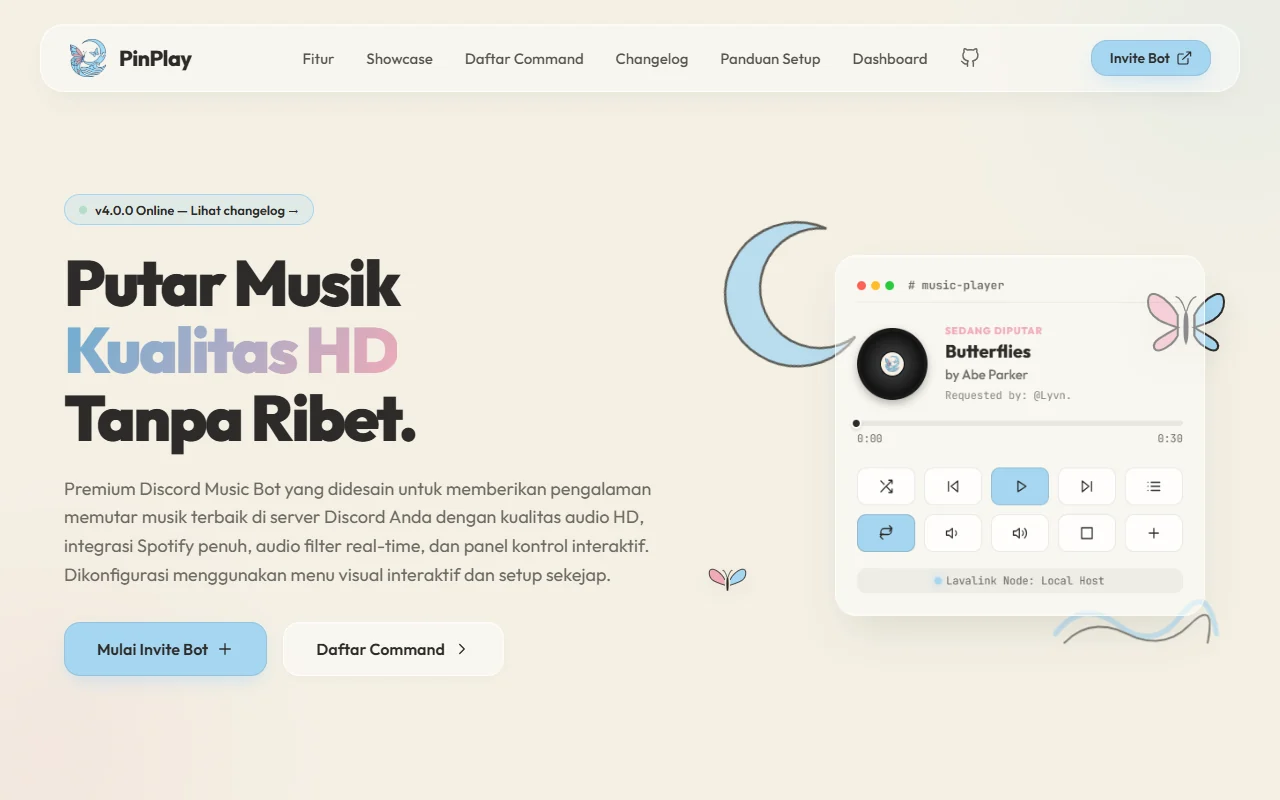 PinPlay
Fitur
Showcase
Daftar Command
Changelog
Panduan Setup
Dashboard
Invite Bot
v4.0.0 Online — Lihat changelog →
Putar Musik
Kualitas HD
Tanpa Ribet.
Premium Discord Music Bot yang didesain untuk memberikan pengalaman
memutar musik terbaik di server Discord Anda dengan kualitas audio HD,
integrasi Spotify penuh, audio filter real-time, dan panel kontrol interaktif.
Dikonfigurasi menggunakan menu visual interaktif dan setup sekejap.
Mulai Invite Bot
Daftar Command
# music-player
SEDANG DIPUTAR
Butterflies
by Abe Parker
Requested by: @Lyvn.
0:00
0:30
Lavalink Node: Local Host